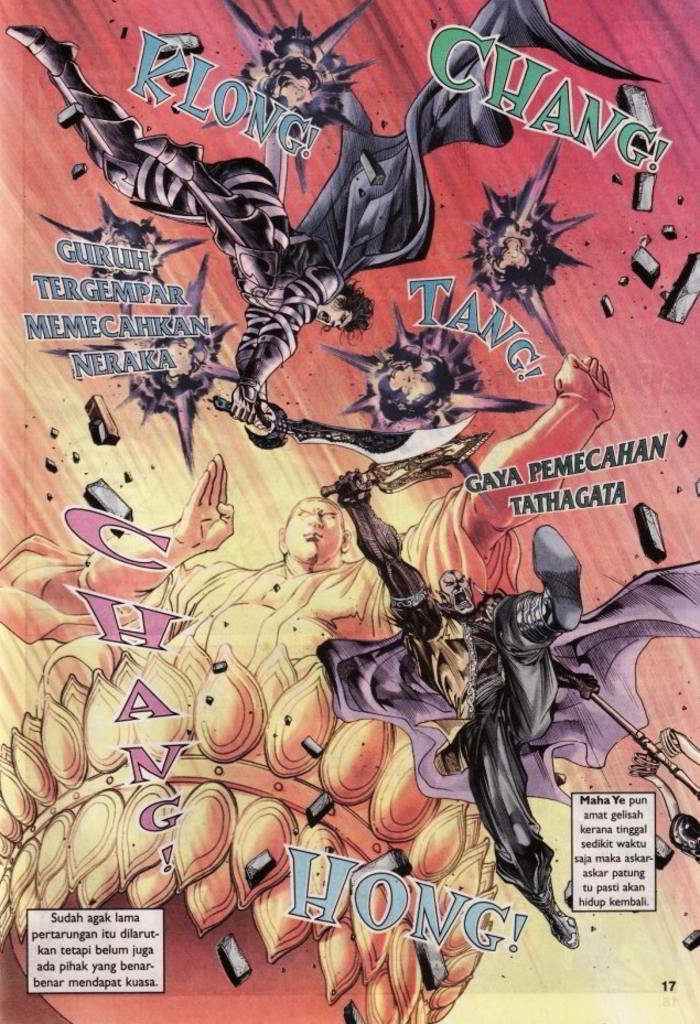 KLONG!
CHANG!
GURUH
TERGEMPAR
MEMECAHKAN
NERAKA
TANG!
GAYA PEMECAHAN
TATHAGATA
CHANG!
Maha Ye pun
amat gelisah
kerana tinggal
sedikit waktu
saja maka askar-
askar patung
tu pasti akan
hidup kembali.
HONG!
Sudah agak lama
pertarungan itu dilarut-
kan tetapi belum juga
ada pihak yang benar-
benar mendapat kuasa.
17